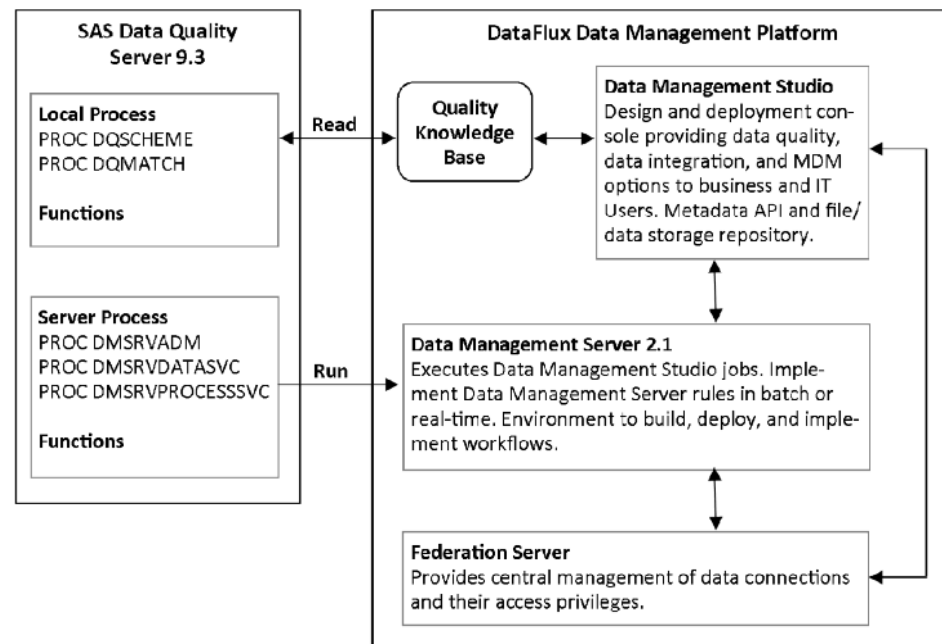 SAS Data Quality
Server 9.3
Local Process
PROC DQSCHEME
PROC DQMATCH
Functions
Server Process
PROC DMSRVADM
PROC DMSRVDATASVC
PROC DMSRVPROCESSSVC
Functions
Read
Run
DataFlux Data Management Platform
Quality
Knowledge
Base
Data Management Studio
Design and deployment con-
sole providing data quality,
data integration, and MDM
options to business and IT
Users. Metadata API and file/
data storage repository.
Data Management Server 2.1
Executes Data Management Studio jobs. Imple-
ment Data Management Server rules in batch or
real-time. Environment to build, deploy, and imple-
ment workflows.
Federation Server
Provides central management of data connections
and their access privileges.